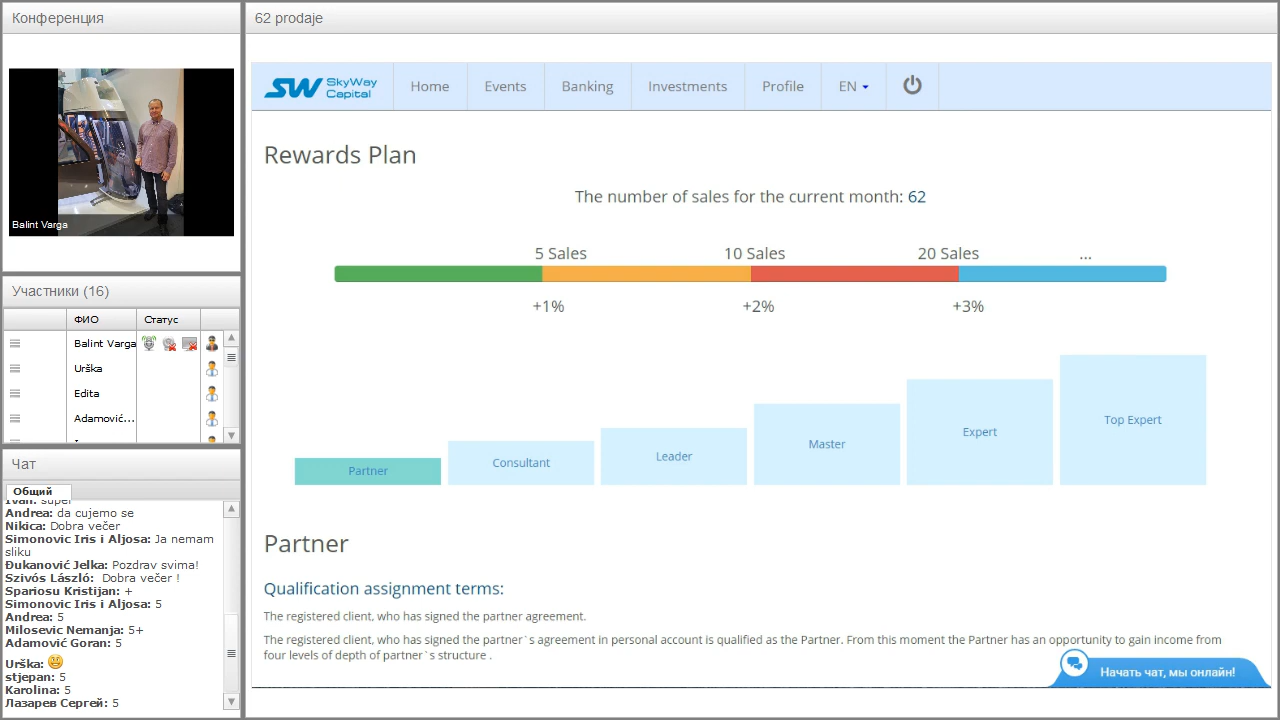 Конференция
Balint Varga
Участники (16)
ФИО
Статус
Balint Varga
Urška
Edita
Adamović...
Чат
Общий
Ivan: super
Andrea: da cujemo se
Nikica: Dobra večer
Simonovic Iris i Aljosa: Ja nemam
sliku
Đukanović Jelka: Pozdrav svima!
Szivós László: Dobra večer !
Spariosu Kristijan: +
Simonovic Iris i Aljosa: 5
Andrea: 5
Milosevic Nemanja: 5+
Adamović Goran: 5
Urška:
stjepan: 5
Karolina: 5
Лазарев Сергей: 5
62 prodaje
SW SkyWay
Capital
Home
Events
Banking
Investments
Profile
EN
Rewards Plan
The number of sales for the current month: 62
5 Sales
10 Sales
20 Sales
...
+1%
+2%
+3%
Partner
Consultant
Leader
Master
Expert
Top Expert
Partner
Qualification assignment terms:
The registered client, who has signed the partner agreement.
The registered client, who has signed the partner`s agreement in personal account is qualified as the Partner. From this moment the Partner has an opportunity to gain income from
four levels of depth of partner`s structure .
Начать чат, мы онлайн!